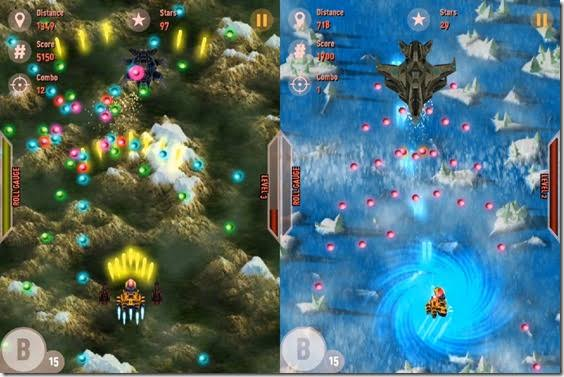 Distance
1349
Stars
97
#
Score
5150
Combo
12
ROLL GAUGE
LEVEL 3
B
15
Distance
718
Stars
29
#
Score
1900
Combo
1
ROLL GAUGE
LEVEL 2
B
15